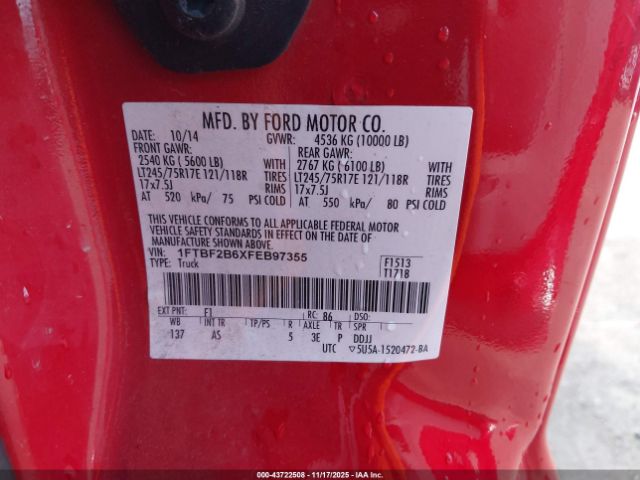 MFD. BY FORD MOTOR CO.
DATE: 10/14 GVWR: 4536 KG (10000 LB)
FRONT GAWR: REAR GAWR:
2540 KG ( 5600 LB) WITH 2767 KG ( 6100 LB) WITH
LT245/75R17E 121/118R TIRES LT245/75R17E 121/118R TIRES
17x7.5J RIMS 17x7.5J RIMS
AT 520 kPa/ 75 PSI COLD AT 550 kPa/ 80 PSI COLD
THIS VEHICLE CONFORMS TO ALL APPLICABLE FEDERAL MOTOR
VEHICLE SAFETY STANDARDS IN EFFECT ON THE DATE OF
MANUFACTURE SHOWN ABOVE.
VIN: 1FTBF2B6XFEB97355 F1513
TYPE: Truck T1718
EXT PNT: F1 RC: 86 DSO:
WB INT TR TP/PS R AXLE TR SPR
137 AS 5 3E P DDJJ
UTC ▽5U5A-1520472-BA
000-43722508 - 11/17/2025 - IAA Inc.